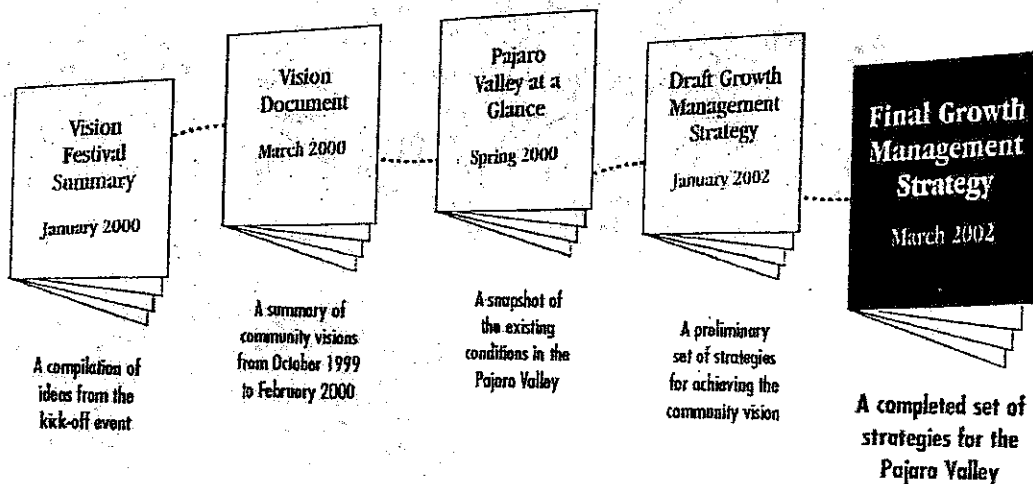 Vision
Festival
Summary
January 2000
A compilation of
ideas from the
kick-off event
Vision
Document
March 2000
A summary of
community visions
from October 1999
to February 2000
Pajaro
Valley at a
Glance
Spring 2000
A snapshot of
the existing
conditions in the
Pajaro Valley
Draft Growth
Management
Strategy
January 2002
A preliminary
set of strategies
for achieving the
community vision
Final Growth
Management
Strategy
March 2002
A completed set of
strategies for the
Pajaro Valley